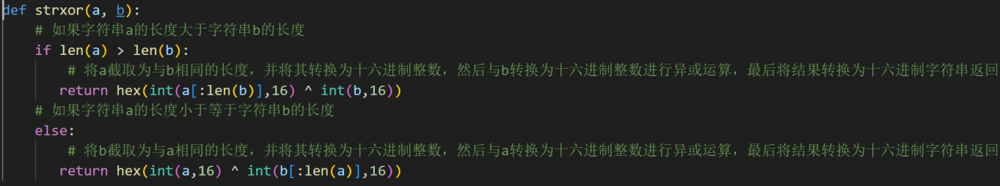 def strxor(a, b):
# 如果字符串a的长度大于字符串b的长度
if len(a) > len(b):
# 将a截取为与b相同的长度，并将其转换为十六进制整数，然后与b转换为十六进制整数进行异或运算，最后将结果转换为十六进制字符串返回
return hex(int(a[:len(b)],16) ^ int(b,16))
# 如果字符串a的长度小于等于字符串b的长度
else:
# 将b截取为与a相同的长度，并将其转换为十六进制整数，然后与a转换为十六进制整数进行异或运算，最后将结果转换为十六进制字符串返回
return hex(int(a,16) ^ int(b[:len(a)],16))